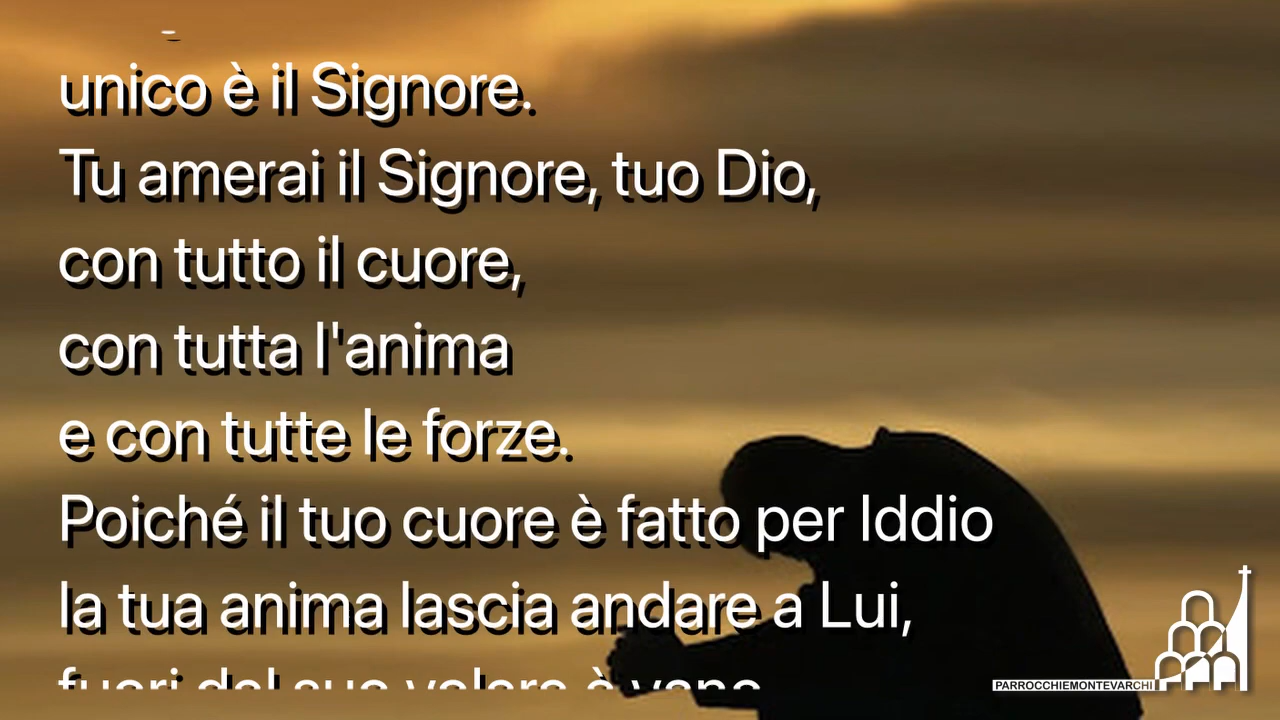 unico è il Signore.
Tu amerai il Signore, tuo Dio,
con tutto il cuore,
con tutta l'anima
e con tutte le forze.
Poiché il tuo cuore è fatto per Iddio
la tua anima lascia andare a Lui,
PARROCCHIEMONTEVARCHI